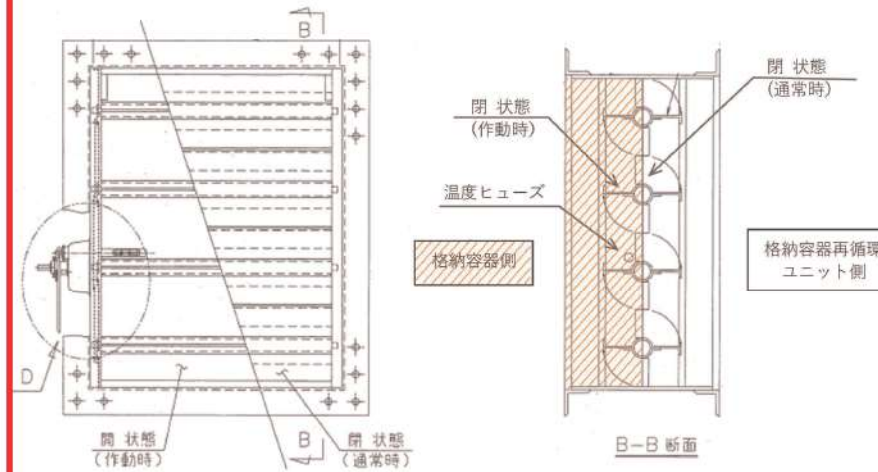 B
閉 状態
(通常時)
閉 状態
(作動時)
温度ヒューズ
格納容器側
格納容器再循環
ユニット側
D
開 状態
(作動時)
B
閉 状態
(通常時)
B-B 断面